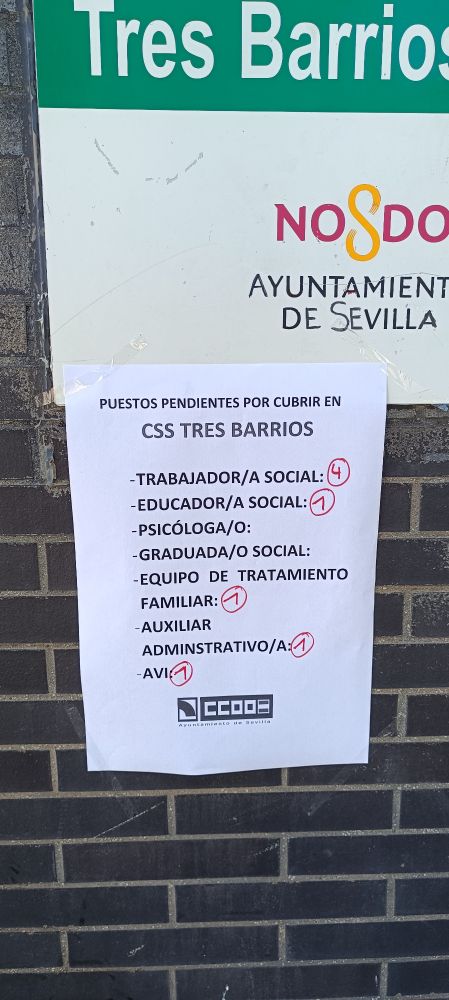 Tres Barrios
NO8DO
AYUNTAMIENT
DE SEVILLA
PUESTOS PENDIENTES POR CUBRIR EN
CSS TRES BARRIOS
-TRABAJADOR/A SOCIAL: 4
-EDUCADOR/A SOCIAL: 1
-PSICÓLOGA/O:
-GRADUADA/O SOCIAL:
-EQUIPO DE TRATAMIENTO
FAMILIAR: 1
-AUXILIAR
ADMINSTRATIVO/A: 1
-AVI: 1
CCOO
Ayuntamiento de Sevilla